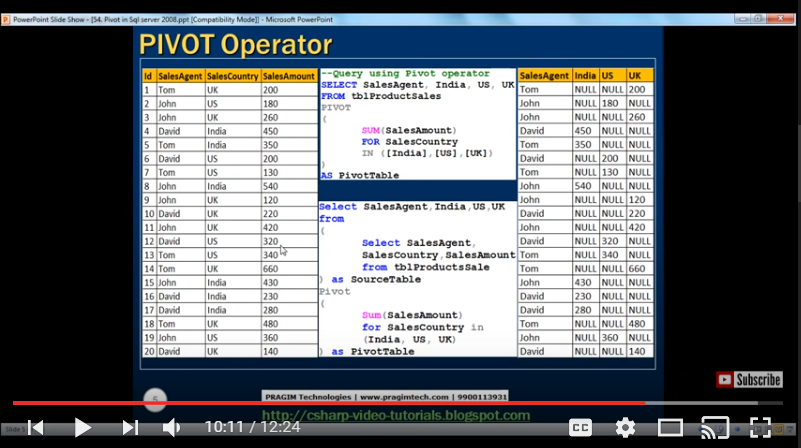 PowerPoint Slide Show - [54. Pivot in Sql server 2008.ppt [Compatibility Mode]] - Microsoft PowerPoint
PIVOT Operator
Id SalesAgent SalesCountry SalesAmount
1 Tom UK 200
2 John US 180
3 John UK 260
4 David India 450
5 Tom India 350
6 David US 200
7 Tom US 130
8 John India 540
9 John UK 120
10 David UK 220
11 John UK 420
12 David US 320
13 Tom US 340
14 Tom UK 660
15 John India 430
16 David India 230
17 David India 280
18 Tom UK 480
19 John US 360
20 David UK 140
--Query using Pivot operator
SELECT SalesAgent, India, US, UK
FROM tblProductSales
PIVOT
(
SUM(SalesAmount)
FOR SalesCountry
IN ([India],[US],[UK])
)
AS PivotTable
Select SalesAgent,India,US,UK
from
(
Select SalesAgent,
SalesCountry,SalesAmount
from tblProductsSale
) as SourceTable
Pivot
(
Sum(SalesAmount)
for SalesCountry in
(India, US, UK)
) as PivotTable
SalesAgent India US UK
Tom NULL NULL 200
John NULL 180 NULL
John NULL NULL 260
David 450 NULL NULL
Tom 350 NULL NULL
David NULL 200 NULL
Tom NULL 130 NULL
John 540 NULL NULL
John NULL NULL 120
David NULL NULL 220
John NULL NULL 420
David NULL 320 NULL
Tom NULL 340 NULL
Tom NULL NULL 660
John 430 NULL NULL
David 230 NULL NULL
David 280 NULL NULL
Tom NULL NULL 480
John NULL 360 NULL
David NULL NULL 140
Subscribe
5
PRAGIM Technologies | www.pragimtech.com | 9900113931
http://csharp-video-tutorials.blogspot.com
10:11 / 12:24
CC